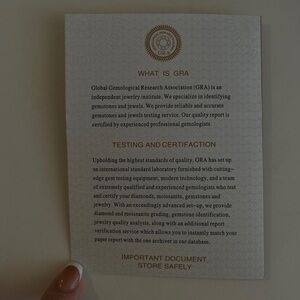 GRA
WHAT IS GRA
Global Gemological Research Association (GRA) is an
independent jewelry institute. We specialize in identifying
gemstones and jewels. We provide reliable and accurate
gemstones and jewels testing service. Our quality report is
certified by experienced professional gemologists.
TESTING AND CERTIFACTION
Upholding the highest standards of quality, GRA has set up
an international standard laboratory furnished with cutting-
edge gem testing equipment, modern technology, and a team
of extremely qualified and experienced gemologists who test
and certify your diamonds, moissanite, gemstones and
jewelry. With an exceedingly advanced set-up, we provide
diamond and moissanite grading, gemstone identification,
jewelry quality analysis, along with an additional report
verification service which allows you to instantly match your
paper report with the one archiver in our database.
IMPORTANT DOCUMENT,
STORE SAFELY